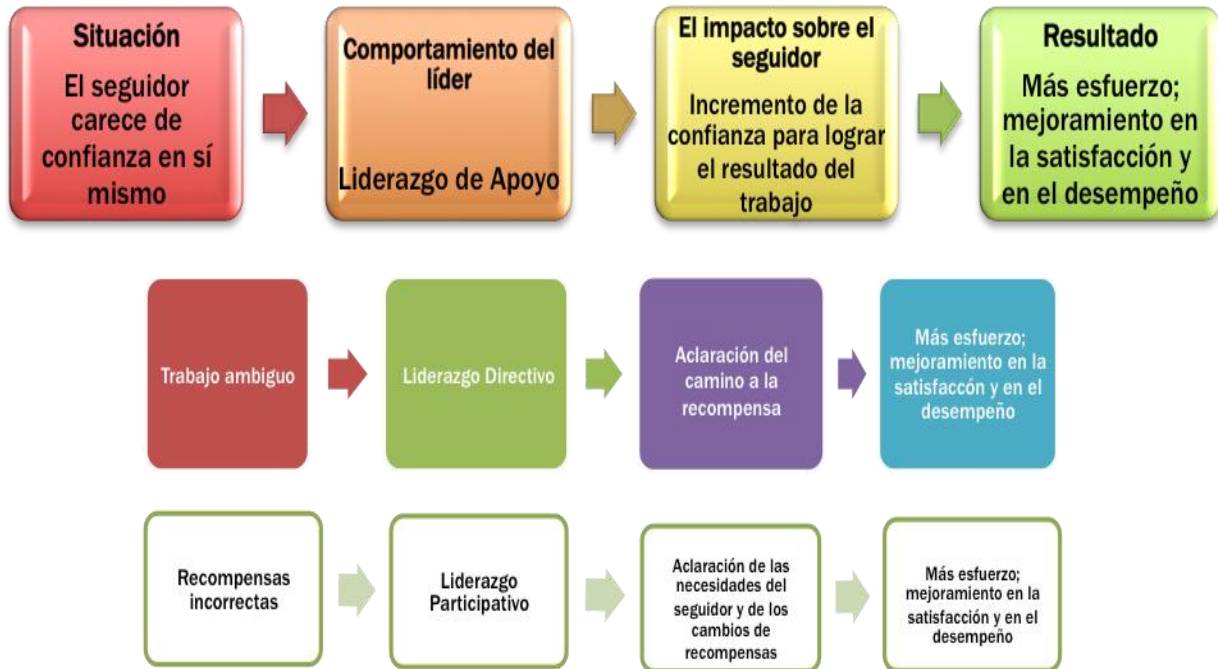 Situación
El seguidor
carece de
confianza en sí
mismo
Comportamiento del
líder
Liderazgo de Apoyo
El impacto sobre el
seguidor
Incremento de la
confianza para lograr
el resultado del
trabajo
Resultado
Más esfuerzo;
mejoramiento en
la satisfacción y
en el desempeño
Trabajo ambiguo
Liderazgo Directivo
Aclaración del
camino a la
recompensa
Más esfuerzo;
mejoramiento en la
satisfaccón y en el
desempeño
Recompensas
incorrectas
Liderazgo
Participativo
Aclaración de las
necesidades del
seguidor y de los
cambios de
recompensas
Más esfuerzo;
mejoramiento en la
satisfacción y en el
desempeño